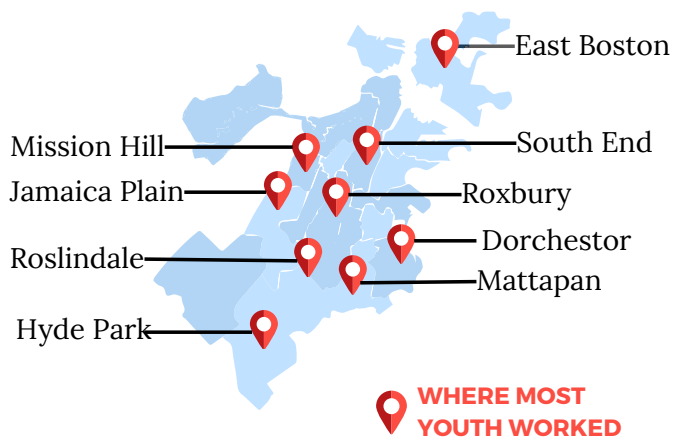 East Boston
Mission Hill
South End
Jamaica Plain
Roxbury
Dorchestor
Roslindale
Mattapan
Hyde Park
WHERE MOST
YOUTH WORKED